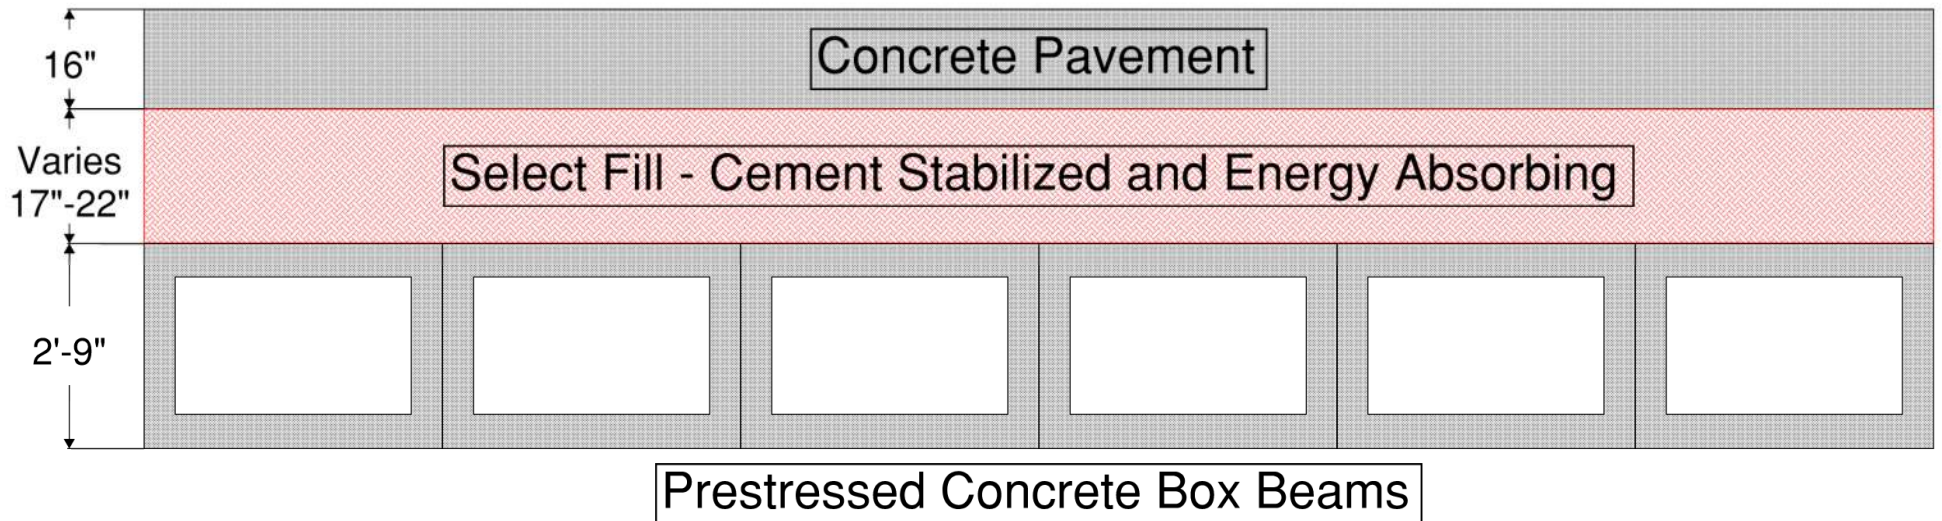 Concrete Pavement
16"
Select Fill - Cement Stabilized and Energy Absorbing
Varies
17"-22"
2'-9"
Prestressed Concrete Box Beams